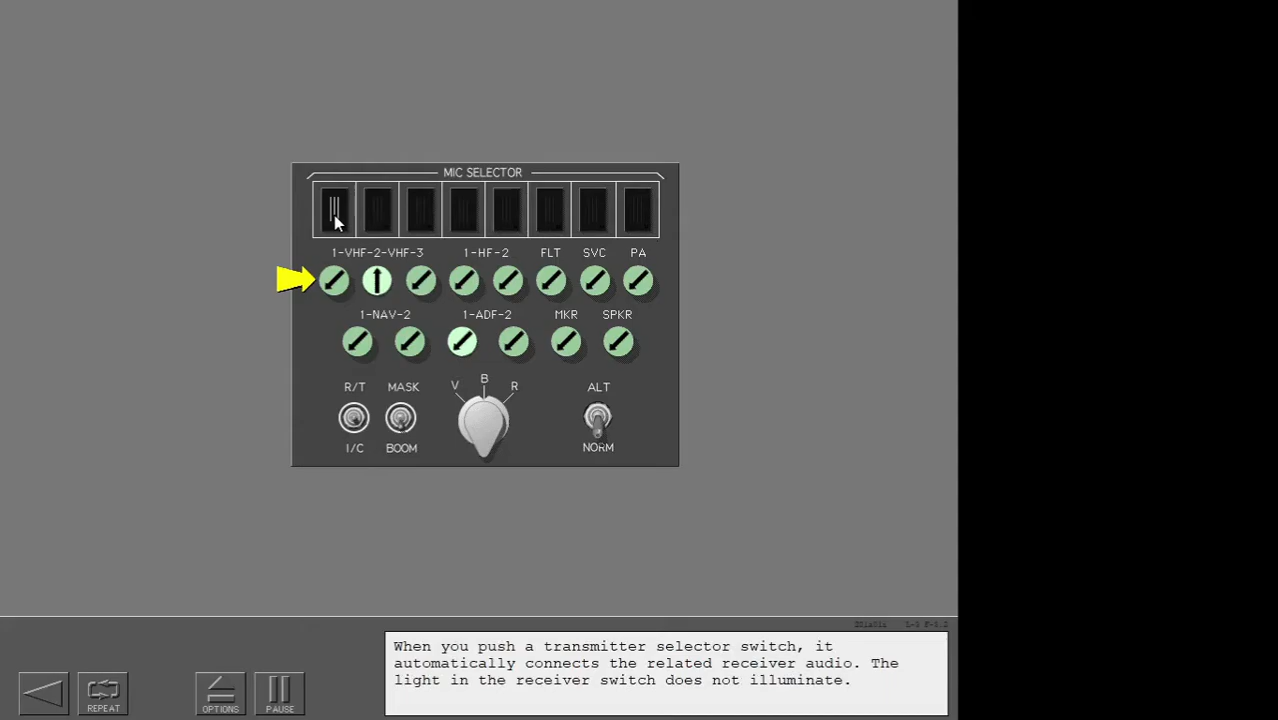 MIC SELECTOR
1-VHF-2-VHF-3 1-HF-2 FLT SVC PA
1-NAV-2 1-ADF-2 MKR SPKR
R/T MASK V B R ALT
I/C BOOM NORM
When you push a transmitter selector switch, it
automatically connects the related receiver audio. The
light in the receiver switch does not illuminate.
REPEAT OPTIONS PAUSE